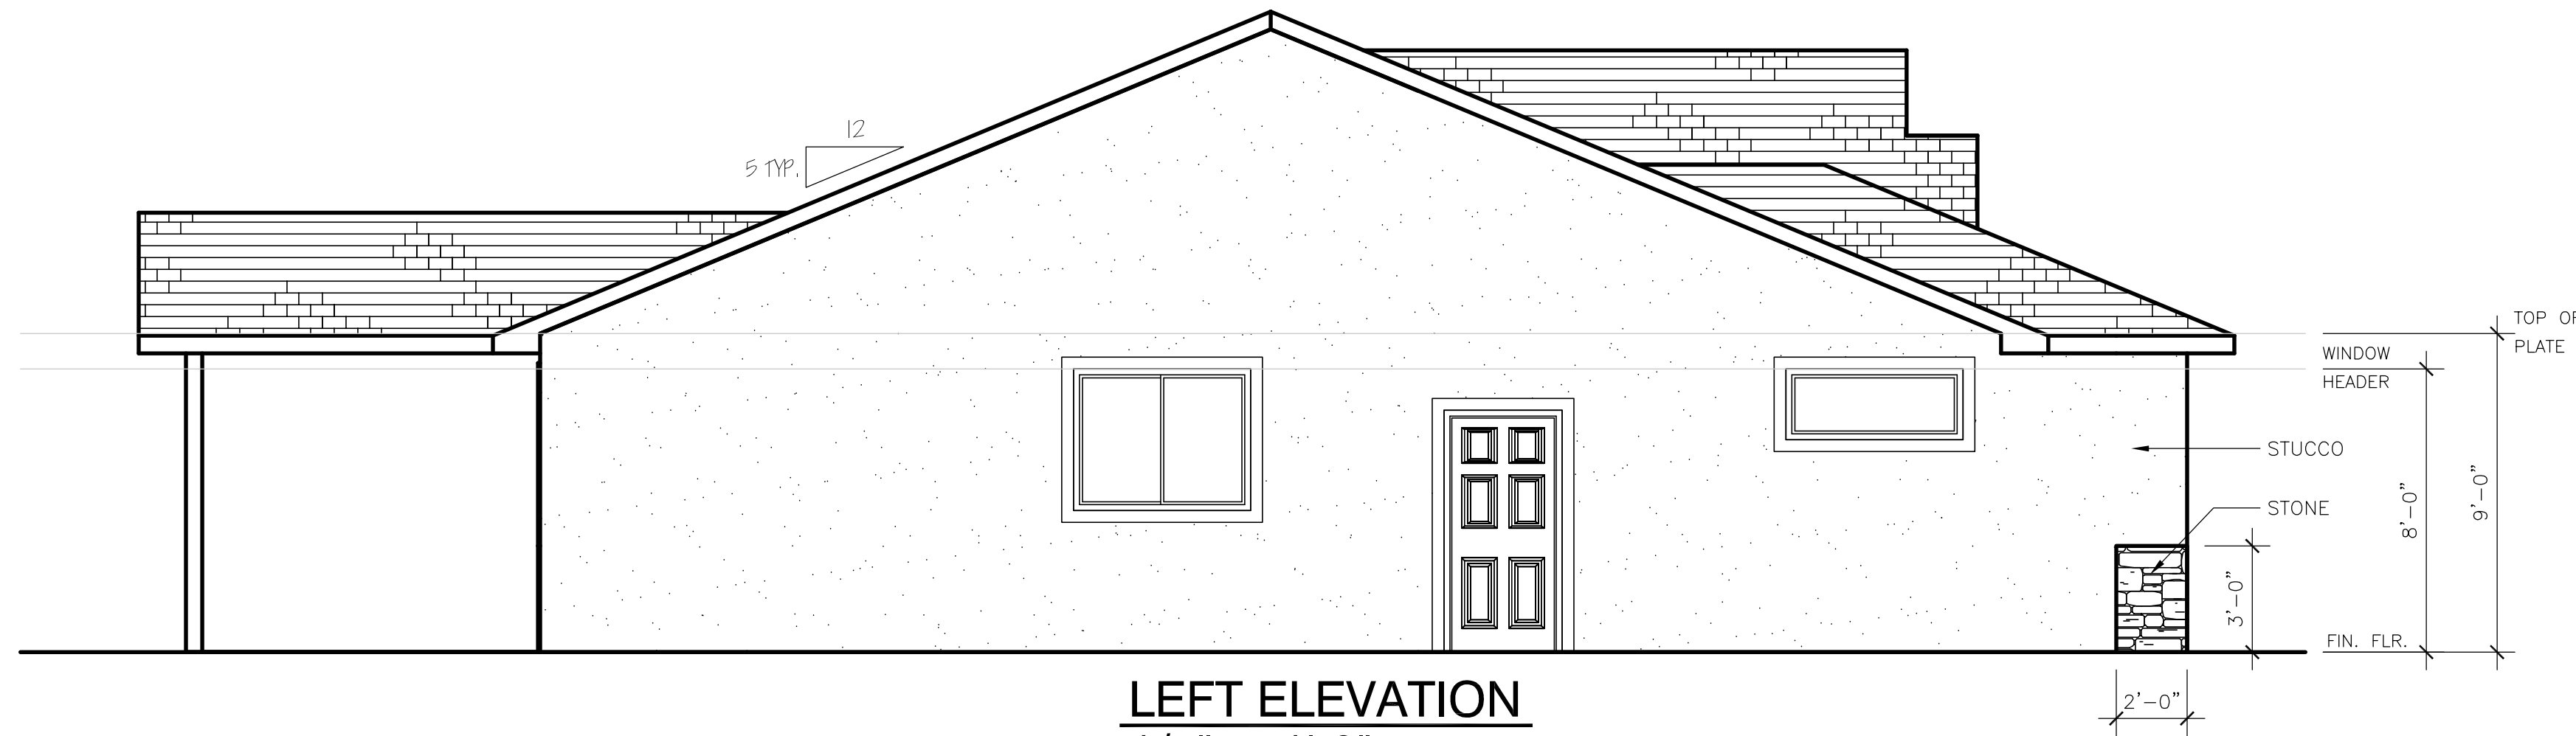 12
5 TYP.
TOP OF
PLATE
WINDOW
HEADER
STUCCO
STONE
8'-0"
9'-0"
3'-0"
FIN. FLR.
2'-0"
LEFT ELEVATION